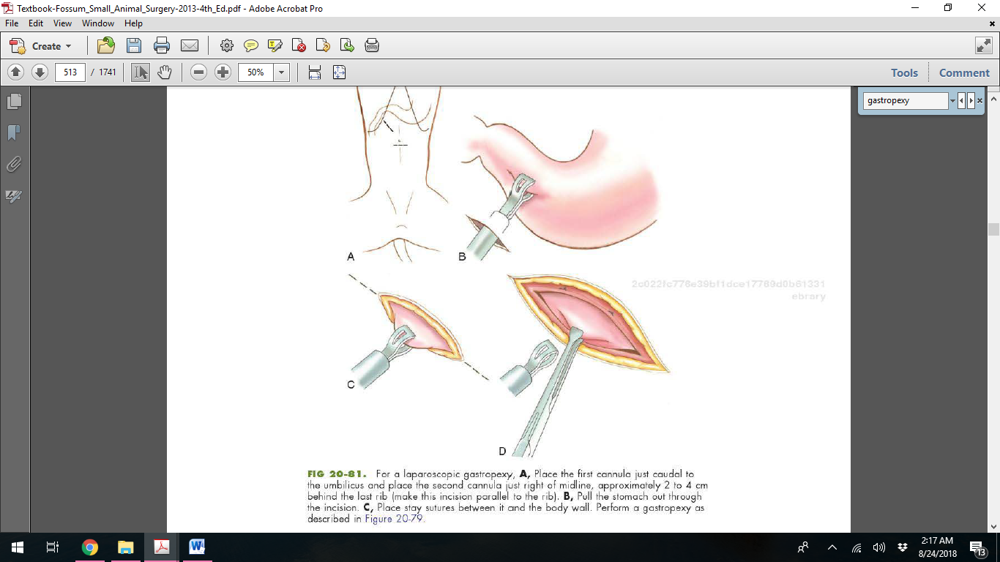 Textbook-Fossum_Small_Animal_Surgery-2013-4th_Ed.pdf - Adobe Acrobat Pro
File Edit View Window Help
Create
513 / 1741 50% Tools Comment
gastropexy
A
B
2c022fc776e39bf1dce17789d0b61331
ebrary
C
D
FIG 20-81. For a laparoscopic gastropexy, A, Place the first cannula just caudal to
the umbilicus and place the second cannula just right of midline, approximately 2 to 4 cm
behind the last rib (make this incision parallel to the rib). B, Pull the stomach out through
the incision. C, Place stay sutures between it and the body wall. Perform a gastropexy as
described in Figure 20-79.
2:17 AM
8/24/2018
13